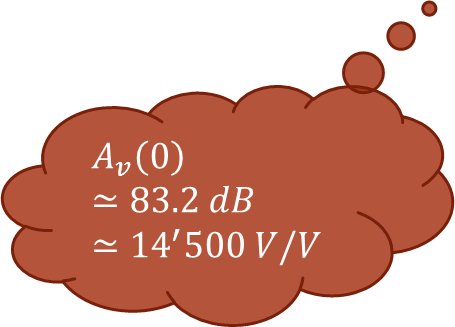 A_v(0)
≃ 83.2 dB
≃ 14′500 V/V